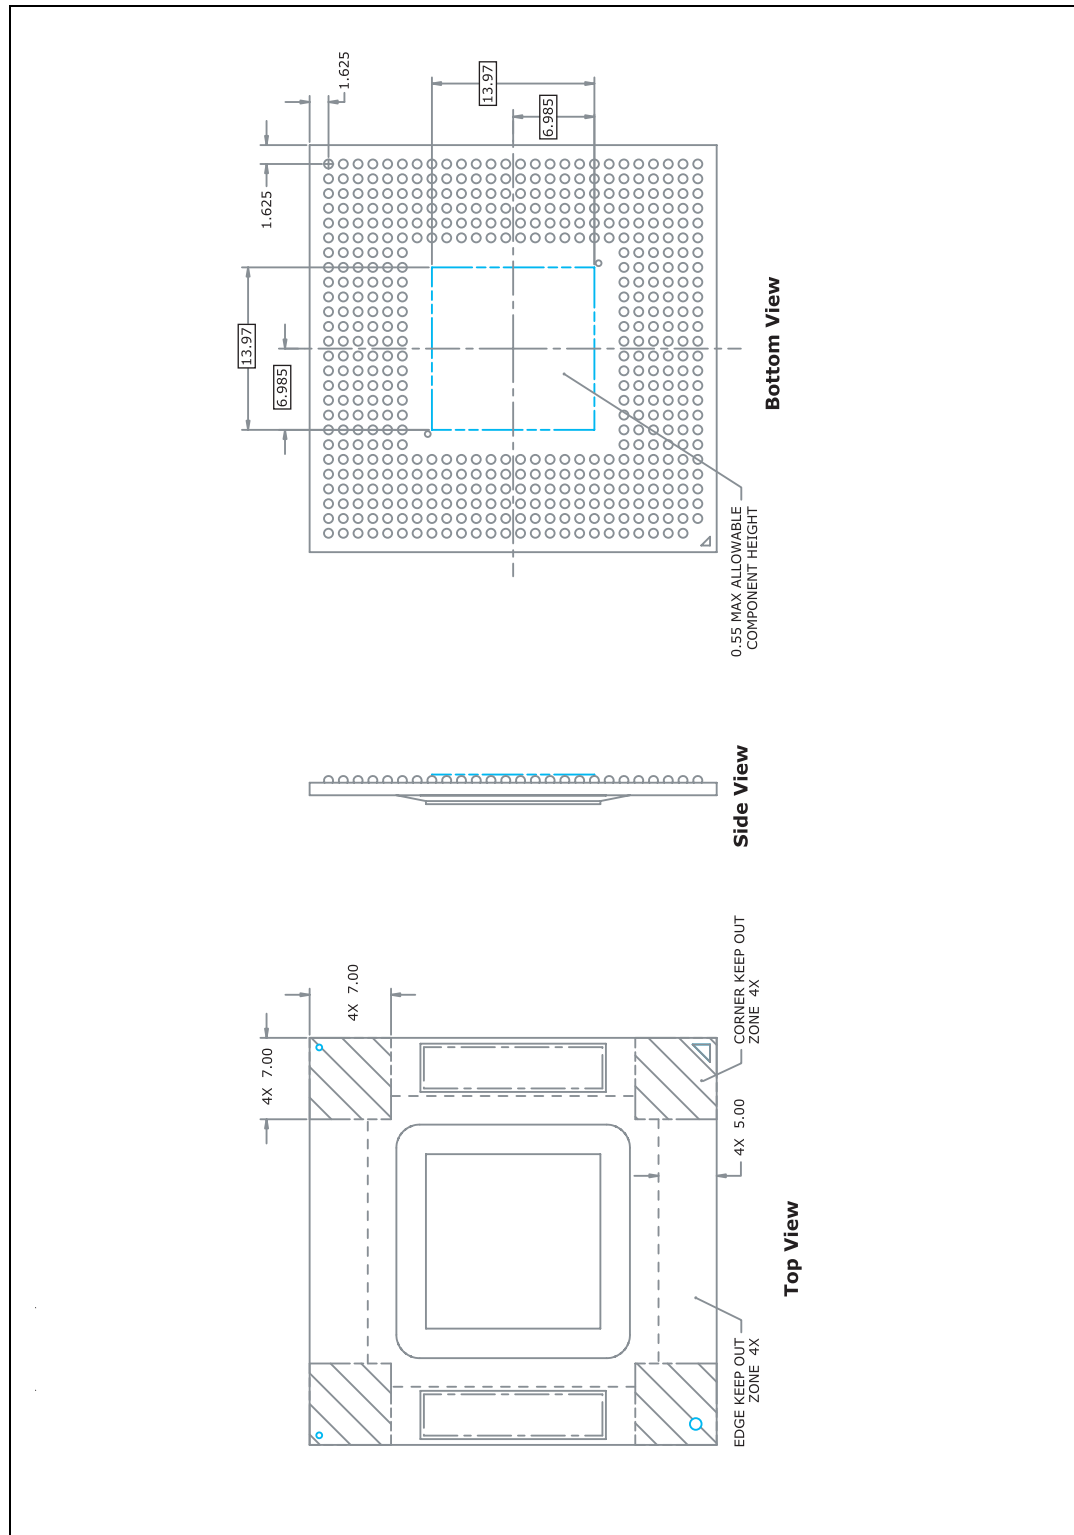 1.625
1.625
13.97
6.985
13.97
6.985
0.55 MAX ALLOWABLE
COMPONENT HEIGHT
Bottom View
Side View
4X 7.00
4X 7.00
CORNER KEEP OUT
ZONE 4X
4X 5.00
EDGE KEEP OUT
ZONE 4X
Top View